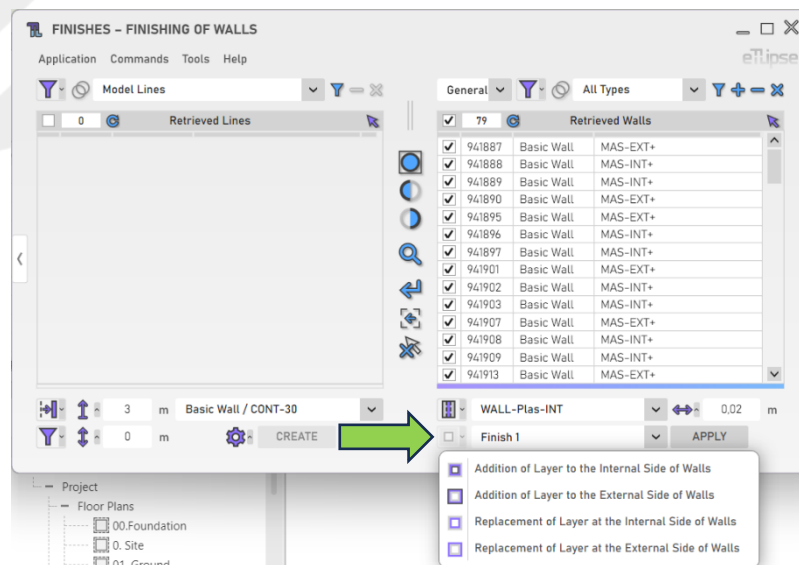 FINISHES – FINISHING OF WALLS
Application Commands Tools Help
eTLipse
Model Lines
General
All Types
0 Retrieved Lines
79 Retrieved Walls
941887 Basic Wall MAS-EXT+
941888 Basic Wall MAS-INT+
941889 Basic Wall MAS-INT+
941890 Basic Wall MAS-EXT+
941895 Basic Wall MAS-EXT+
941896 Basic Wall MAS-INT+
941897 Basic Wall MAS-INT+
941901 Basic Wall MAS-EXT+
941902 Basic Wall MAS-INT+
941903 Basic Wall MAS-INT+
941907 Basic Wall MAS-EXT+
941908 Basic Wall MAS-INT+
941909 Basic Wall MAS-INT+
941913 Basic Wall MAS-EXT+
3 m Basic Wall / CONT-30
WALL-Plas-INT 0,02 m
0 m CREATE
Finish 1 APPLY
Addition of Layer to the Internal Side of Walls
Addition of Layer to the External Side of Walls
Replacement of Layer at the Internal Side of Walls
Replacement of Layer at the External Side of Walls
Project
Floor Plans
00.Foundation
0. Site
01. Ground